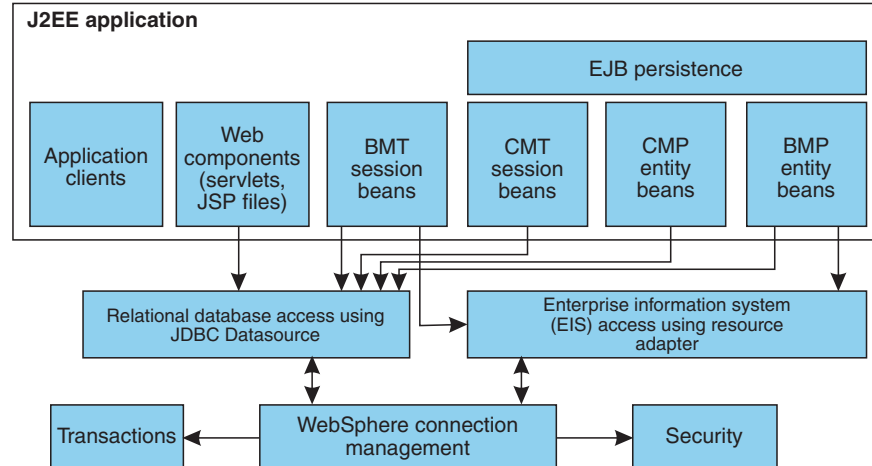 J2EE application
EJB persistence
Application
clients
Web
components
(servlets,
JSP files)
BMT
session
beans
CMT
session
beans
CMP
entity
beans
BMP
entity
beans
Relational database access using
JDBC Datasource
Enterprise information system
(EIS) access using resource
adapter
Transactions
WebSphere connection
management
Security